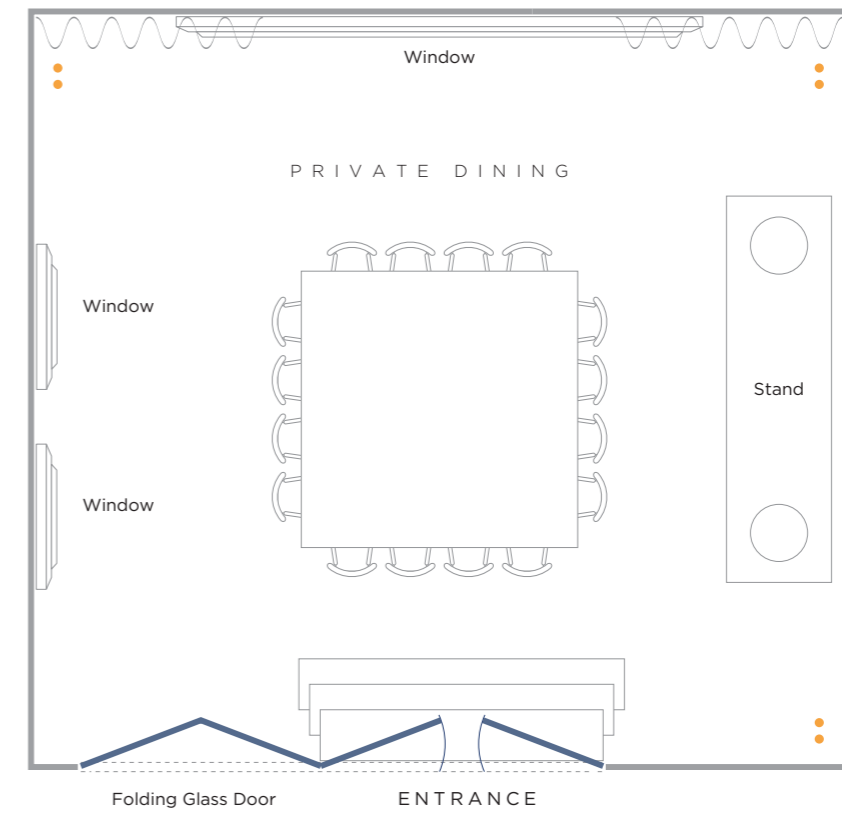 Window
PRIVATE DINING
Window
Stand
Window
Folding Glass Door
ENTRANCE